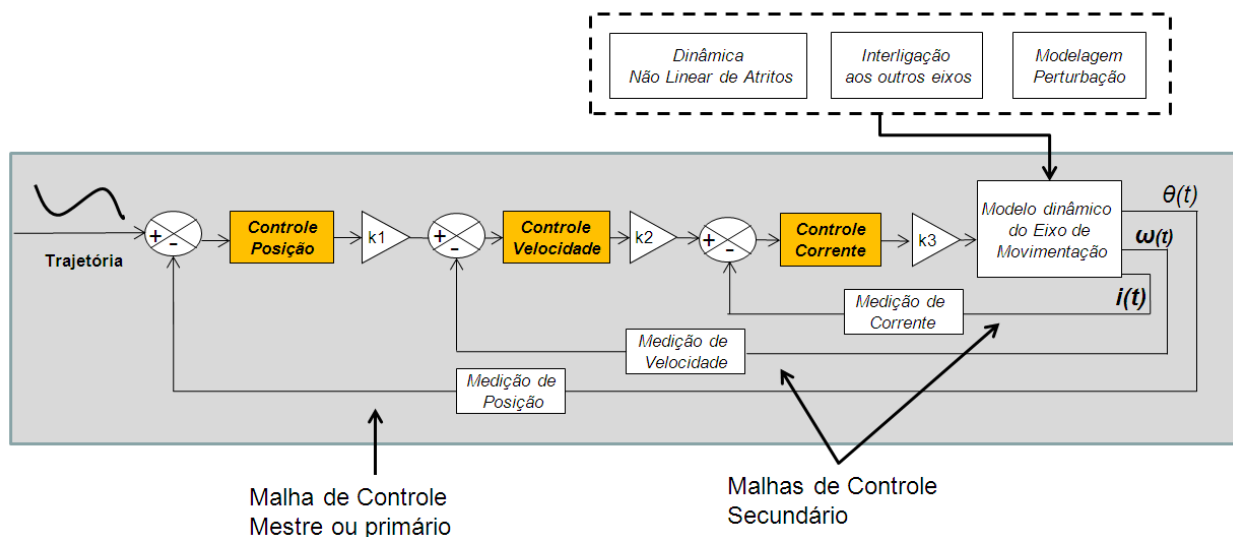 Dinâmica
Não Linear de Atritos
Interligação
aos outros eixos
Modelagem
Perturbação
Trajetória
+
-
Controle
Posição
k1
+
-
Controle
Velocidade
k2
+
-
Controle
Corrente
k3
Modelo dinâmico
do Eixo de
Movimentação
θ(t)
ω(t)
i(t)
Medição de
Corrente
Medição de
Velocidade
Medição de
Posição
Malha de Controle
Mestre ou primário
Malhas de Controle
Secundário